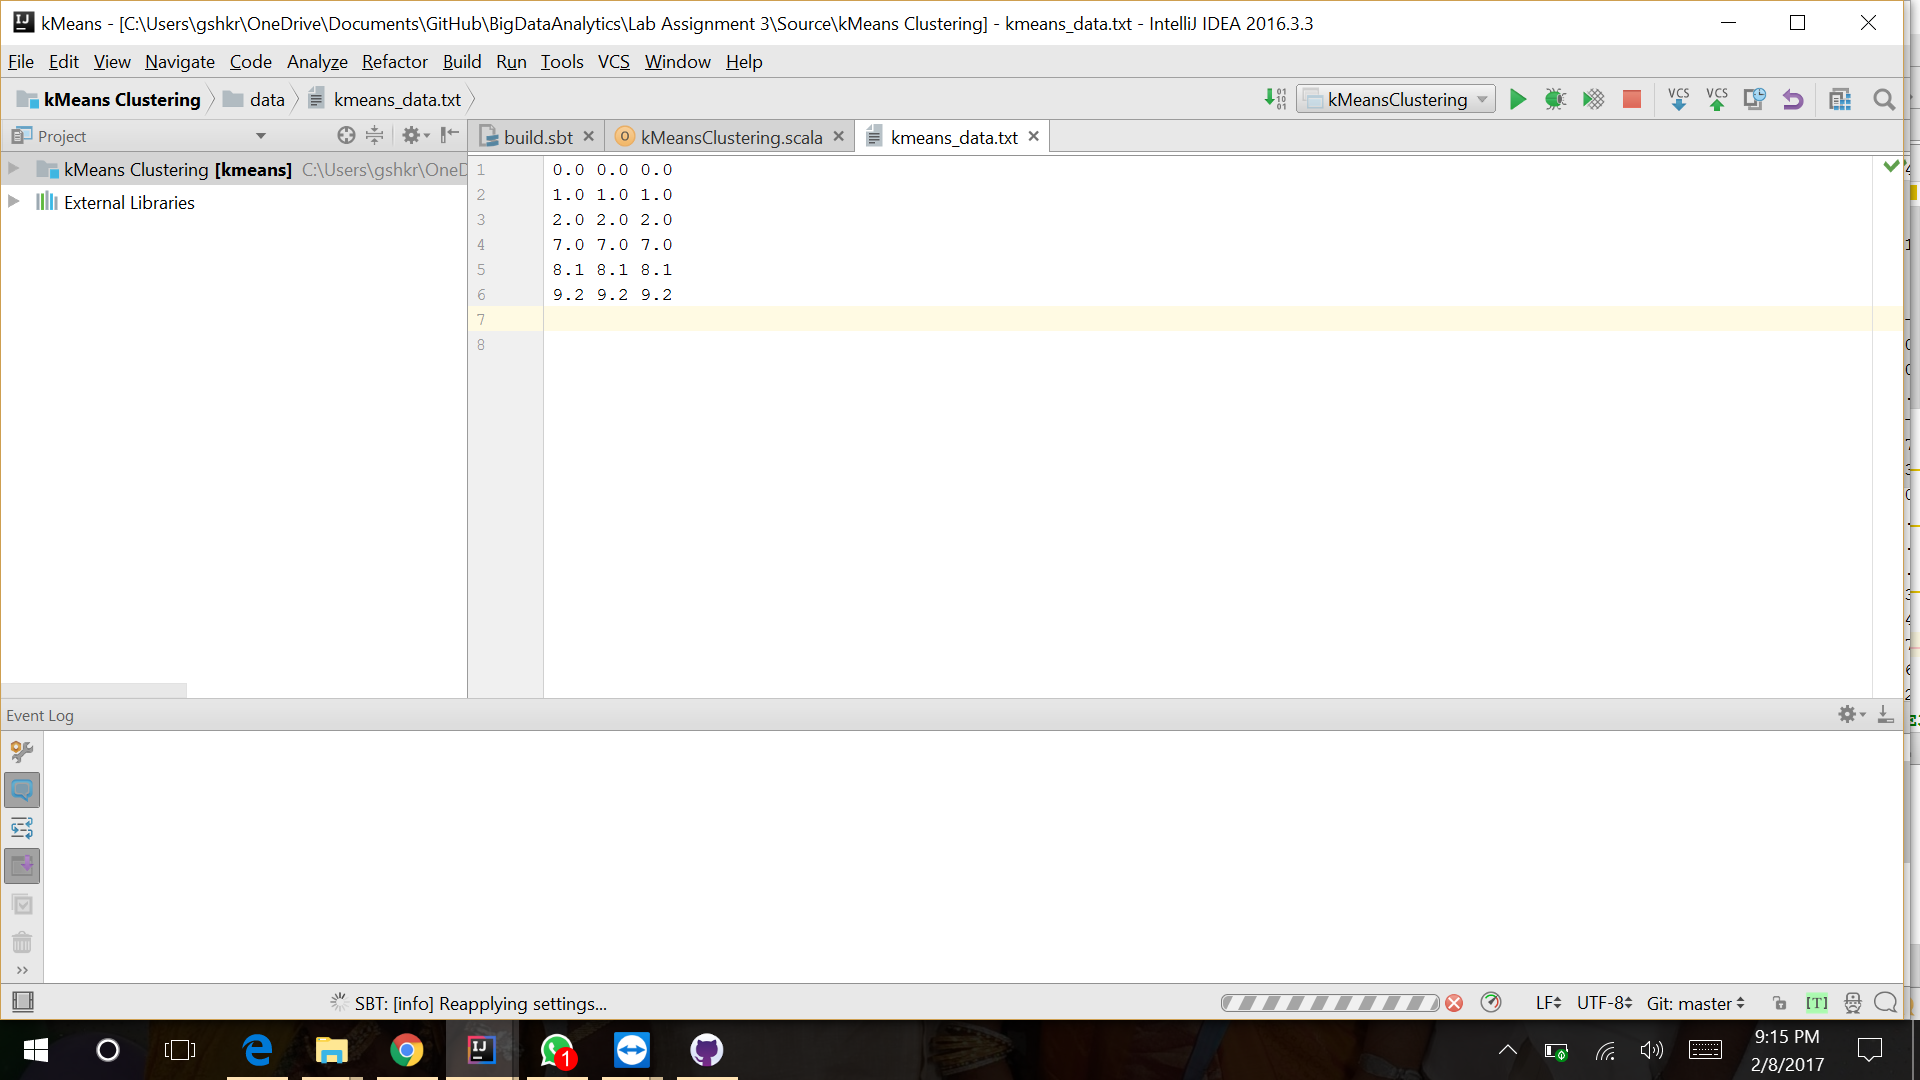 kMeans - [C:\Users\gshkr\OneDrive\Documents\GitHub\BigDataAnalytics\Lab Assignment 3\Source\kMeans Clustering] - kmeans_data.txt - IntelliJ IDEA 2016.3.3
File Edit View Navigate Code Analyze Refactor Build Run Tools VCS Window Help
kMeans Clustering data kmeans_data.txt kMeansClustering VCS VCS
Project build.sbt kMeansClustering.scala kmeans_data.txt
kMeans Clustering [kmeans] C:\Users\gshkr\OneD
External Libraries
1 0.0 0.0 0.0
2 1.0 1.0 1.0
3 2.0 2.0 2.0
4 7.0 7.0 7.0
5 8.1 8.1 8.1
6 9.2 9.2 9.2
7
8
Event Log
SBT: [info] Reapplying settings... LF UTF-8 Git: master [T]
1
9:15 PM
2/8/2017